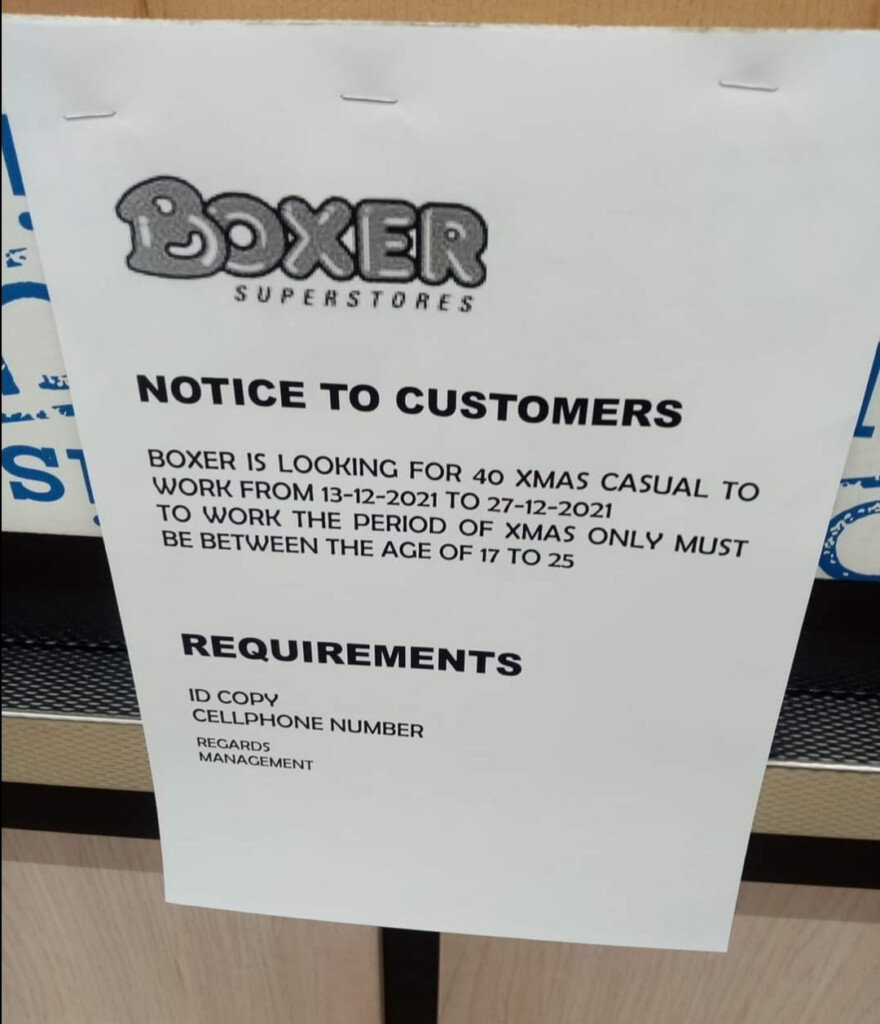 BOXER
SUPERSTORES
NOTICE TO CUSTOMERS
BOXER IS LOOKING FOR 40 XMAS CASUAL TO
WORK FROM 13-12-2021 TO 27-12-2021
TO WORK THE PERIOD OF XMAS ONLY MUST
BE BETWEEN THE AGE OF 17 TO 25
REQUIREMENTS
ID COPY
CELLPHONE NUMBER
REGARDS
MANAGEMENT